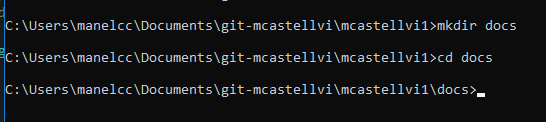 C:\Users\manelcc\Documents\git-mcastellvi\mcastellvi1>mkdir docs
C:\Users\manelcc\Documents\git-mcastellvi\mcastellvi1>cd docs
C:\Users\manelcc\Documents\git-mcastellvi\mcastellvi1\docs>